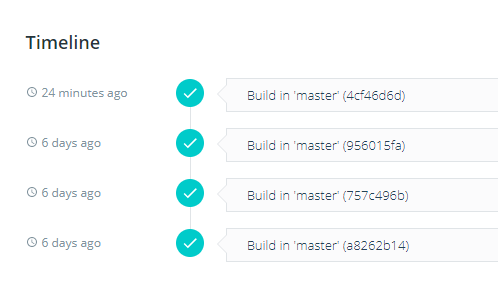 Timeline
24 minutes ago
Build in 'master' (4cf46d6d)
6 days ago
Build in 'master' (956015fa)
6 days ago
Build in 'master' (757c496b)
6 days ago
Build in 'master' (a8262b14)